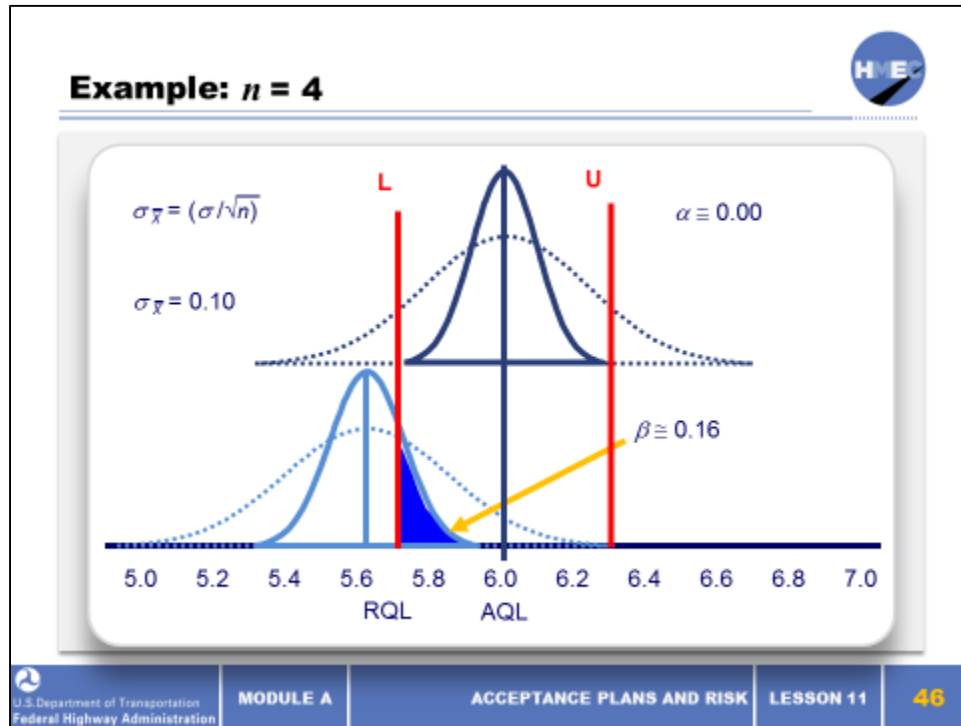 HMEC
Example: n = 4
L
U
σx̅ = (σ/√n)
α ≅ 0.00
σx̅ = 0.10
β ≅ 0.16
5.0 5.2 5.4 5.6 5.8 6.0 6.2 6.4 6.6 6.8 7.0
RQL AQL
U.S.Department of Transportation
Federal Highway Administration
MODULE A
ACCEPTANCE PLANS AND RISK
LESSON 11
46